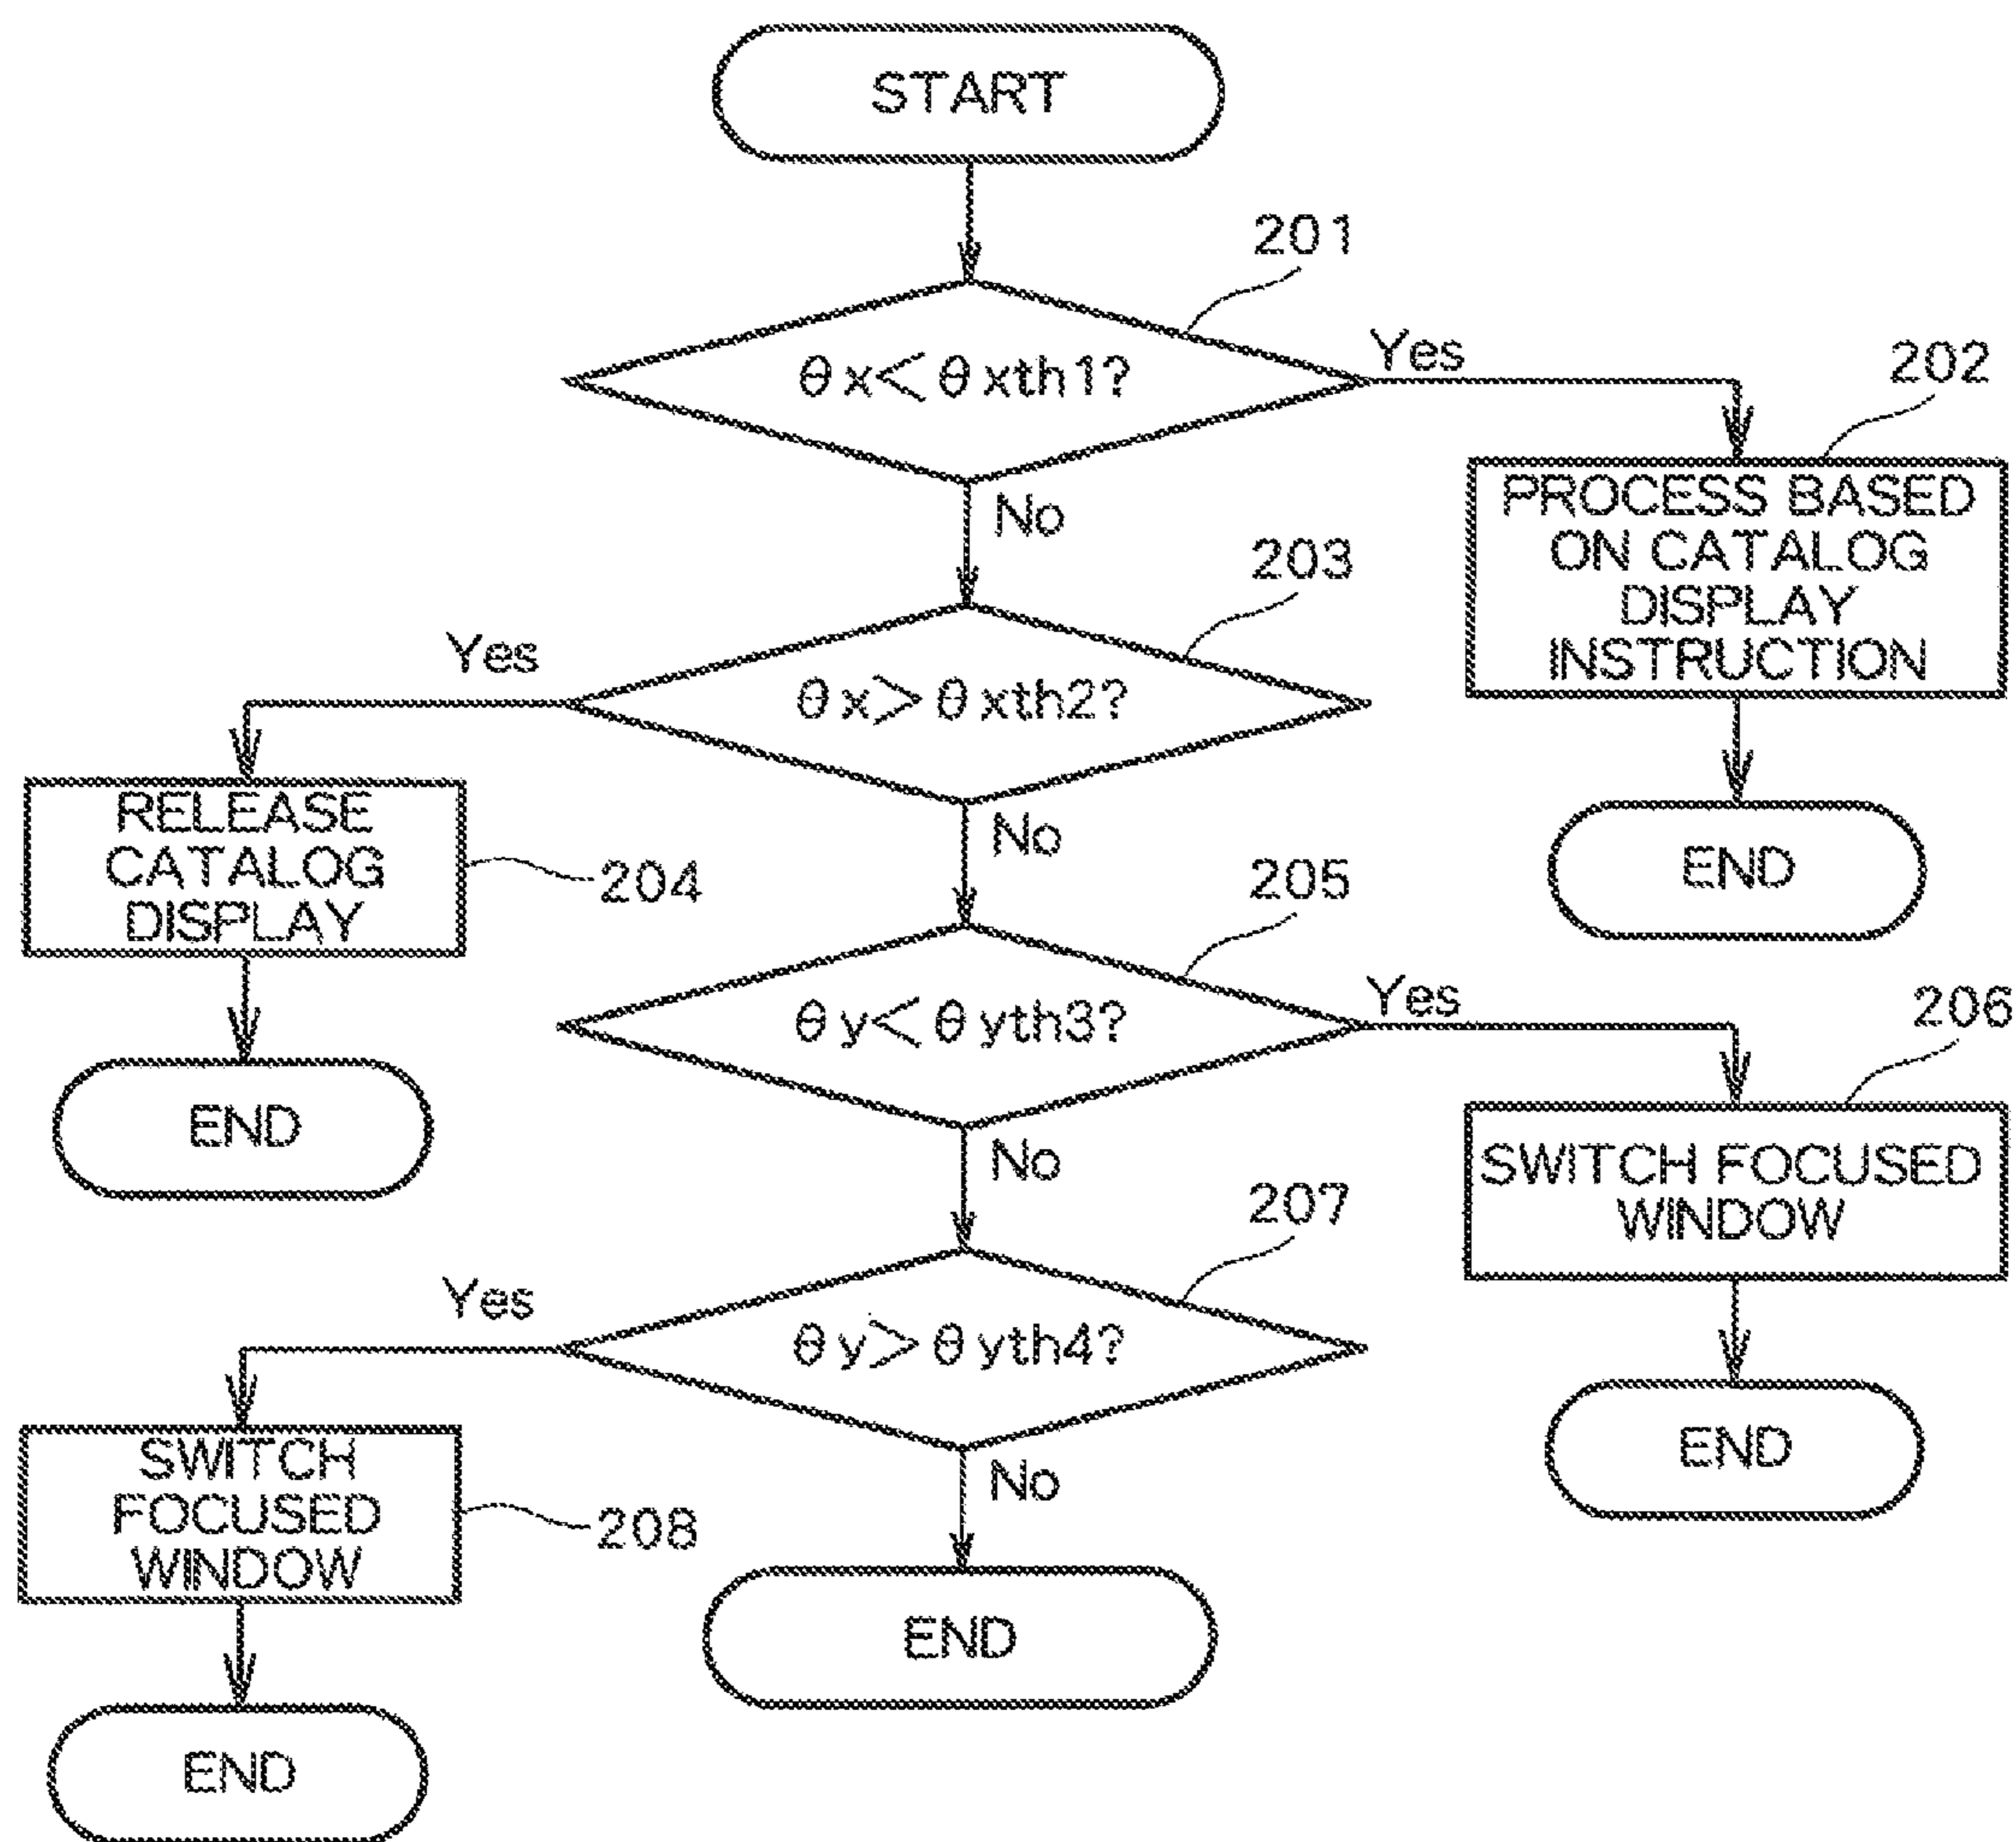 START
201
θx<θxth1?
Yes
202
PROCESS BASED
ON CATALOG
DISPLAY
INSTRUCTION
No
203
Yes
θx>θxth2?
RELEASE
CATALOG
DISPLAY
204
No
END
205
θy<θyth3?
Yes
206
END
SWITCH FOCUSED
WINDOW
No
207
Yes
θy>θyth4?
END
SWITCH
FOCUSED
WINDOW
208
No
END
END